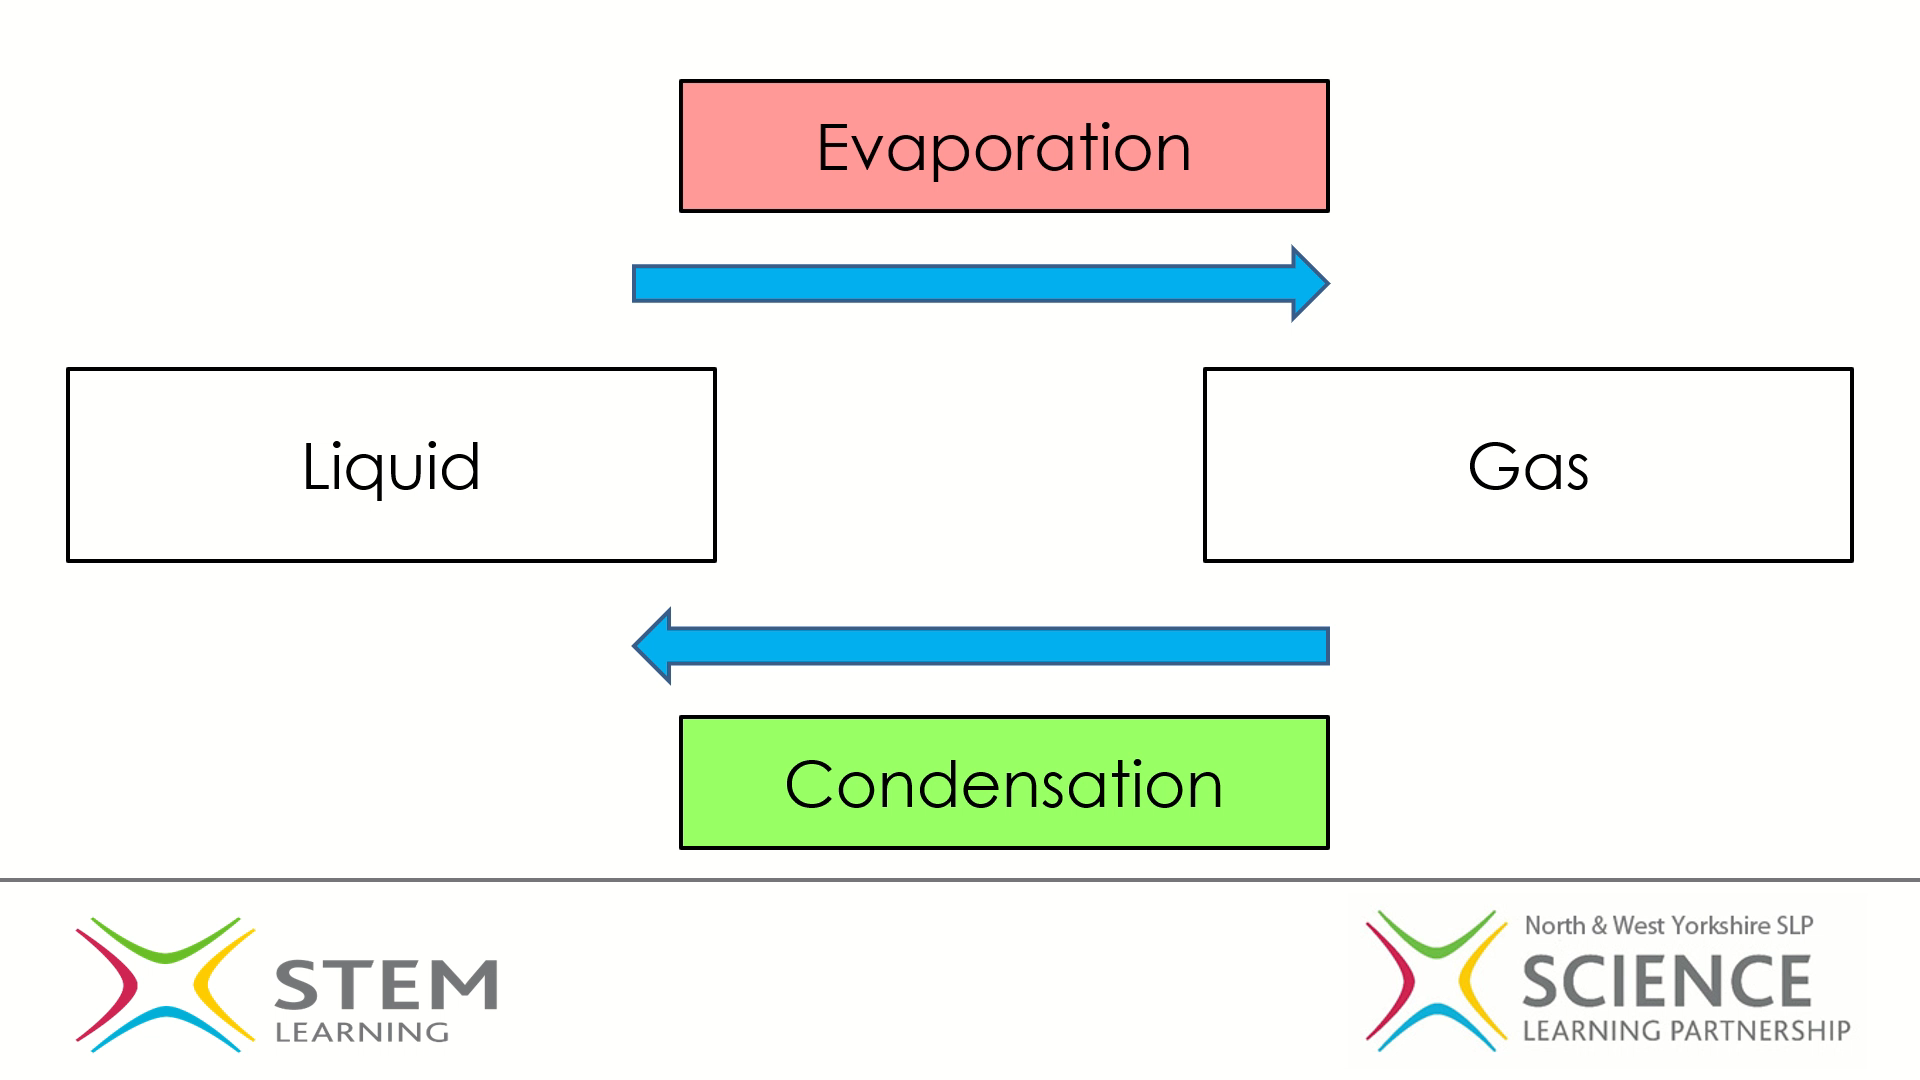 Evaporation
Liquid
Gas
Condensation
STEM
LEARNING
North & West Yorkshire SLP
SCIENCE
LEARNING PARTNERSHIP